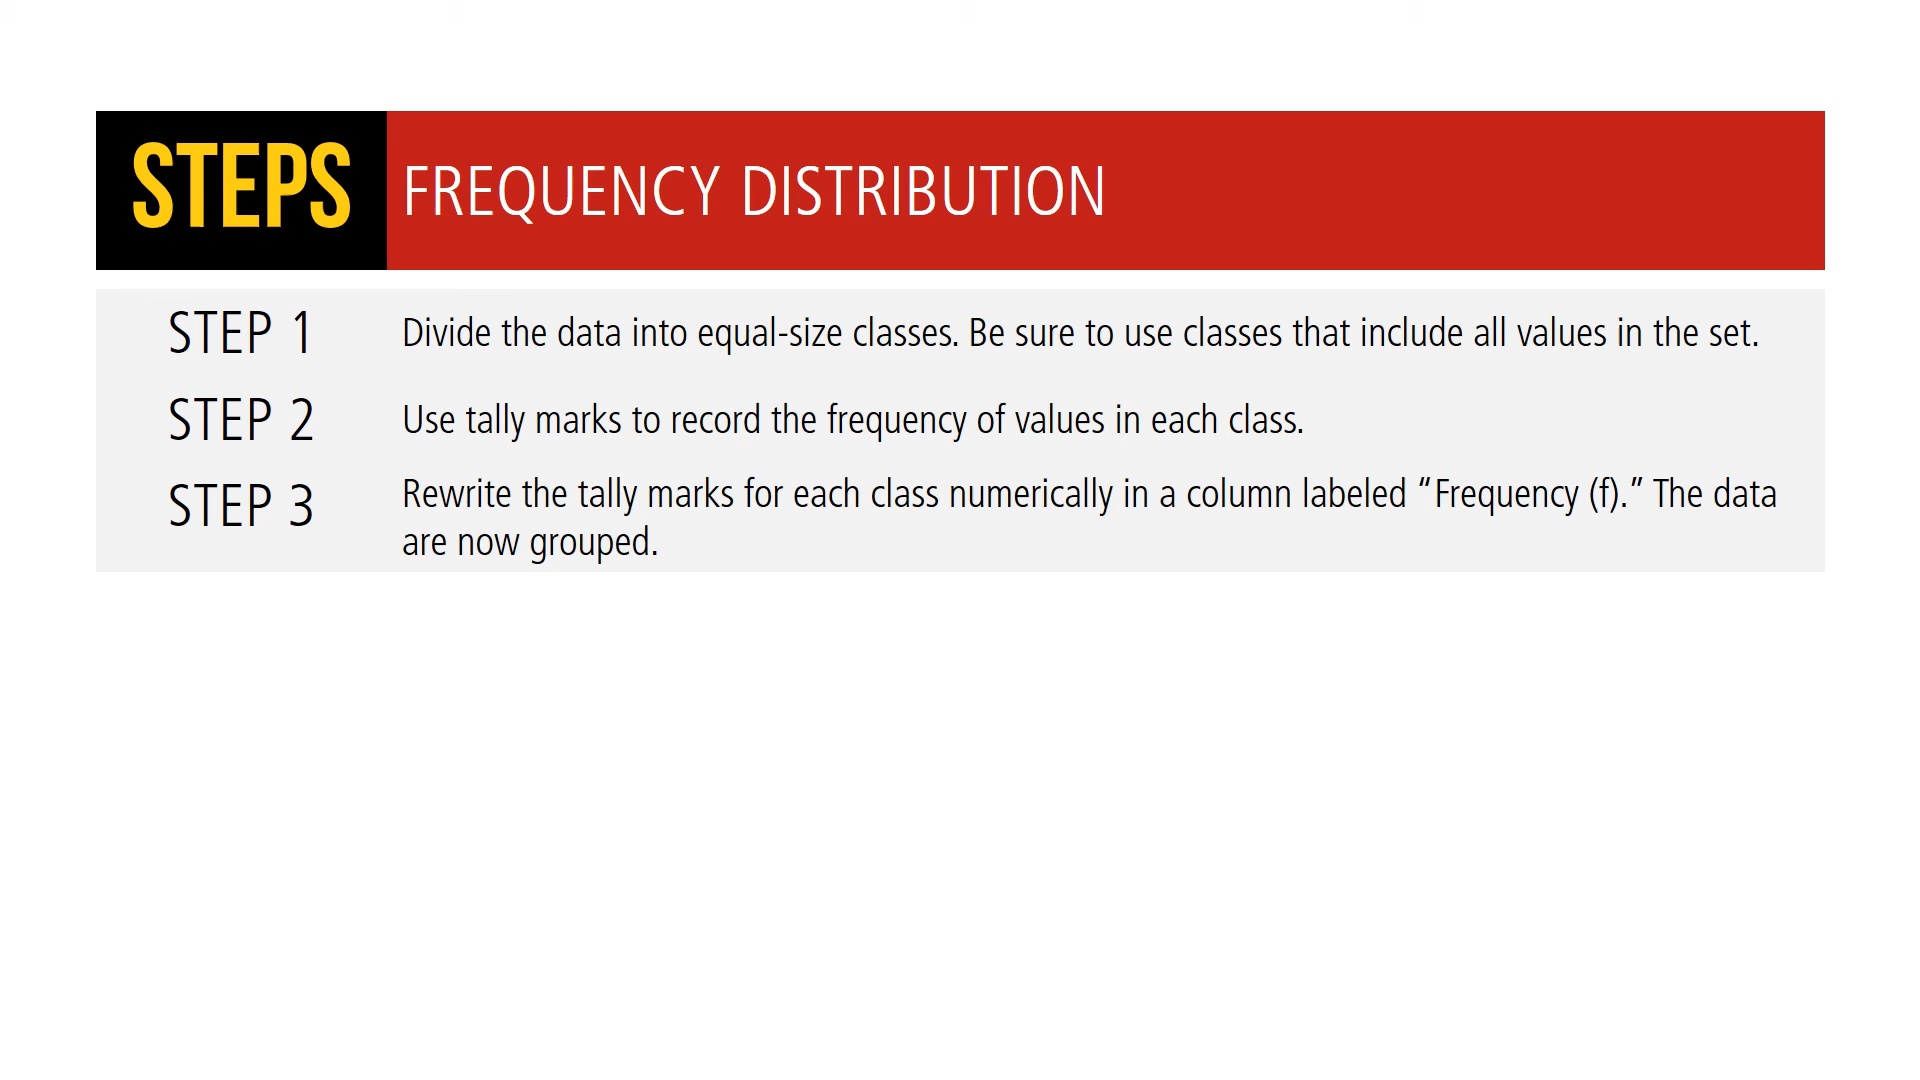 STEPS FREQUENCY DISTRIBUTION
STEP 1 Divide the data into equal-size classes. Be sure to use classes that include all values in the set.
STEP 2 Use tally marks to record the frequency of values in each class.
STEP 3 Rewrite the tally marks for each class numerically in a column labeled “Frequency (f).” The data
are now grouped.